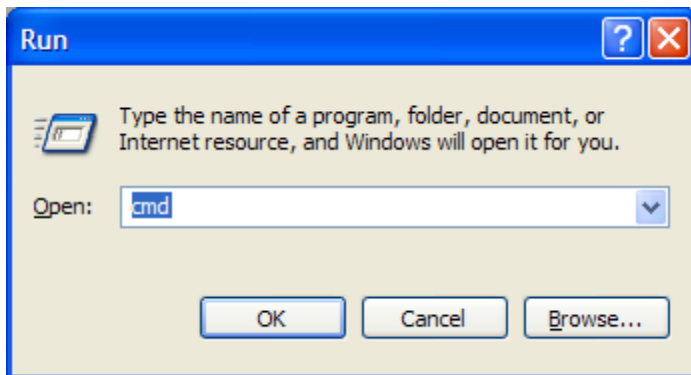 Run
?
Type the name of a program, folder, document, or
Internet resource, and Windows will open it for you.
Open: cmd
OK Cancel Browse...